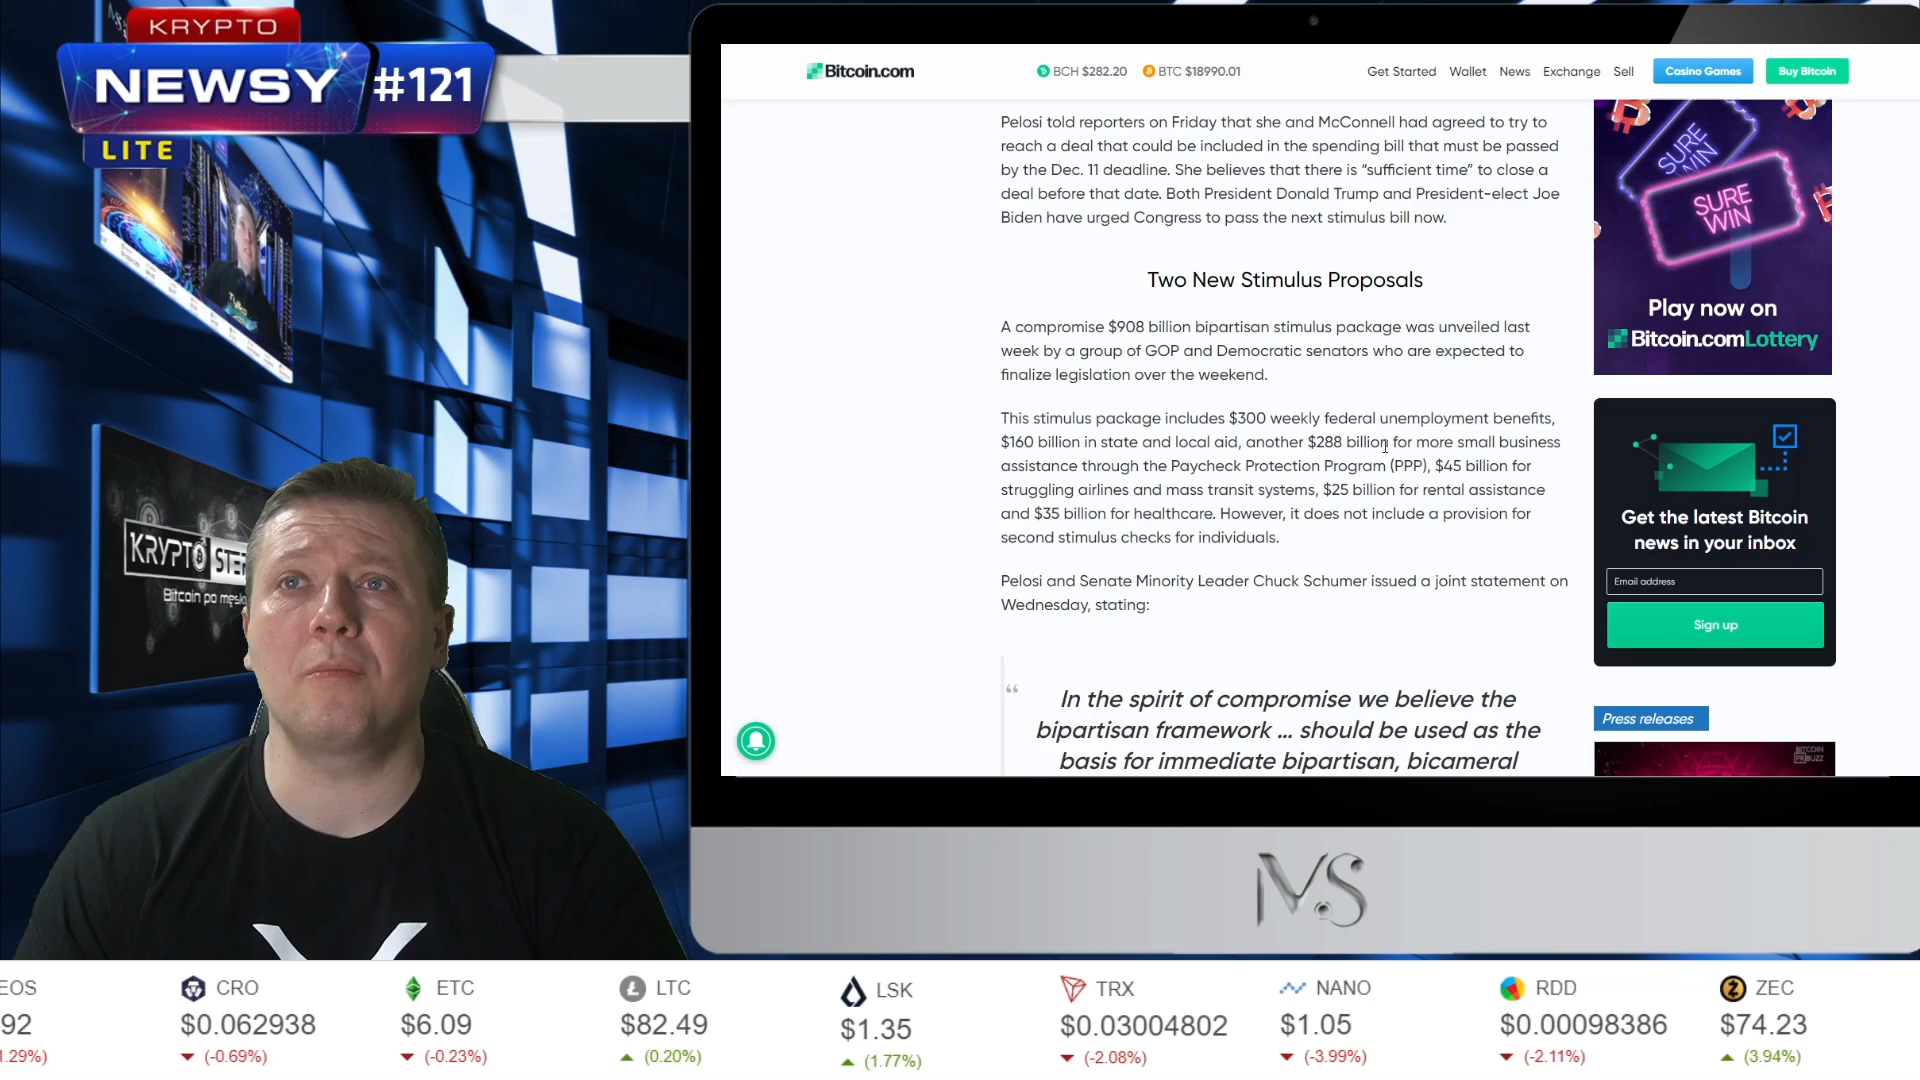 KRYPTO
NEWSY #121
LITE
KRYPTO STE
Bitcoin po męsk
Bitcoin.com
BCH $282.20 BTC $18990.01
Get Started Wallet News Exchange Sell Casino Games Buy Bitcoin
Pelosi told reporters on Friday that she and McConnell had agreed to try to
reach a deal that could be included in the spending bill that must be passed
by the Dec. 11 deadline. She believes that there is “sufficient time” to close a
deal before that date. Both President Donald Trump and President-elect Joe
Biden have urged Congress to pass the next stimulus bill now.
Two New Stimulus Proposals
A compromise $908 billion bipartisan stimulus package was unveiled last
week by a group of GOP and Democratic senators who are expected to
finalize legislation over the weekend.
This stimulus package includes $300 weekly federal unemployment benefits,
$160 billion in state and local aid, another $288 billion for more small business
assistance through the Paycheck Protection Program (PPP), $45 billion for
struggling airlines and mass transit systems, $25 billion for rental assistance
and $35 billion for healthcare. However, it does not include a provision for
second stimulus checks for individuals.
Pelosi and Senate Minority Leader Chuck Schumer issued a joint statement on
Wednesday, stating:
“
In the spirit of compromise we believe the
bipartisan framework … should be used as the
basis for immediate bipartisan, bicameral
SURE
WIN
SURE
WIN
Play now on
Bitcoin.comLottery
Get the latest Bitcoin
news in your inbox
Email address
Sign up
Press releases
BITCOIN
PR BUZZ
MS
EOS CRO ETC LTC LSK TRX NANO RDD ZEC
92 $0.062938 $6.09 $82.49 $1.35 $0.03004802 $1.05 $0.00098386 $74.23
1.29%) (-0.69%) (-0.23%) (0.20%) (1.77%) (-2.08%) (-3.99%) (-2.11%) (3.94%)